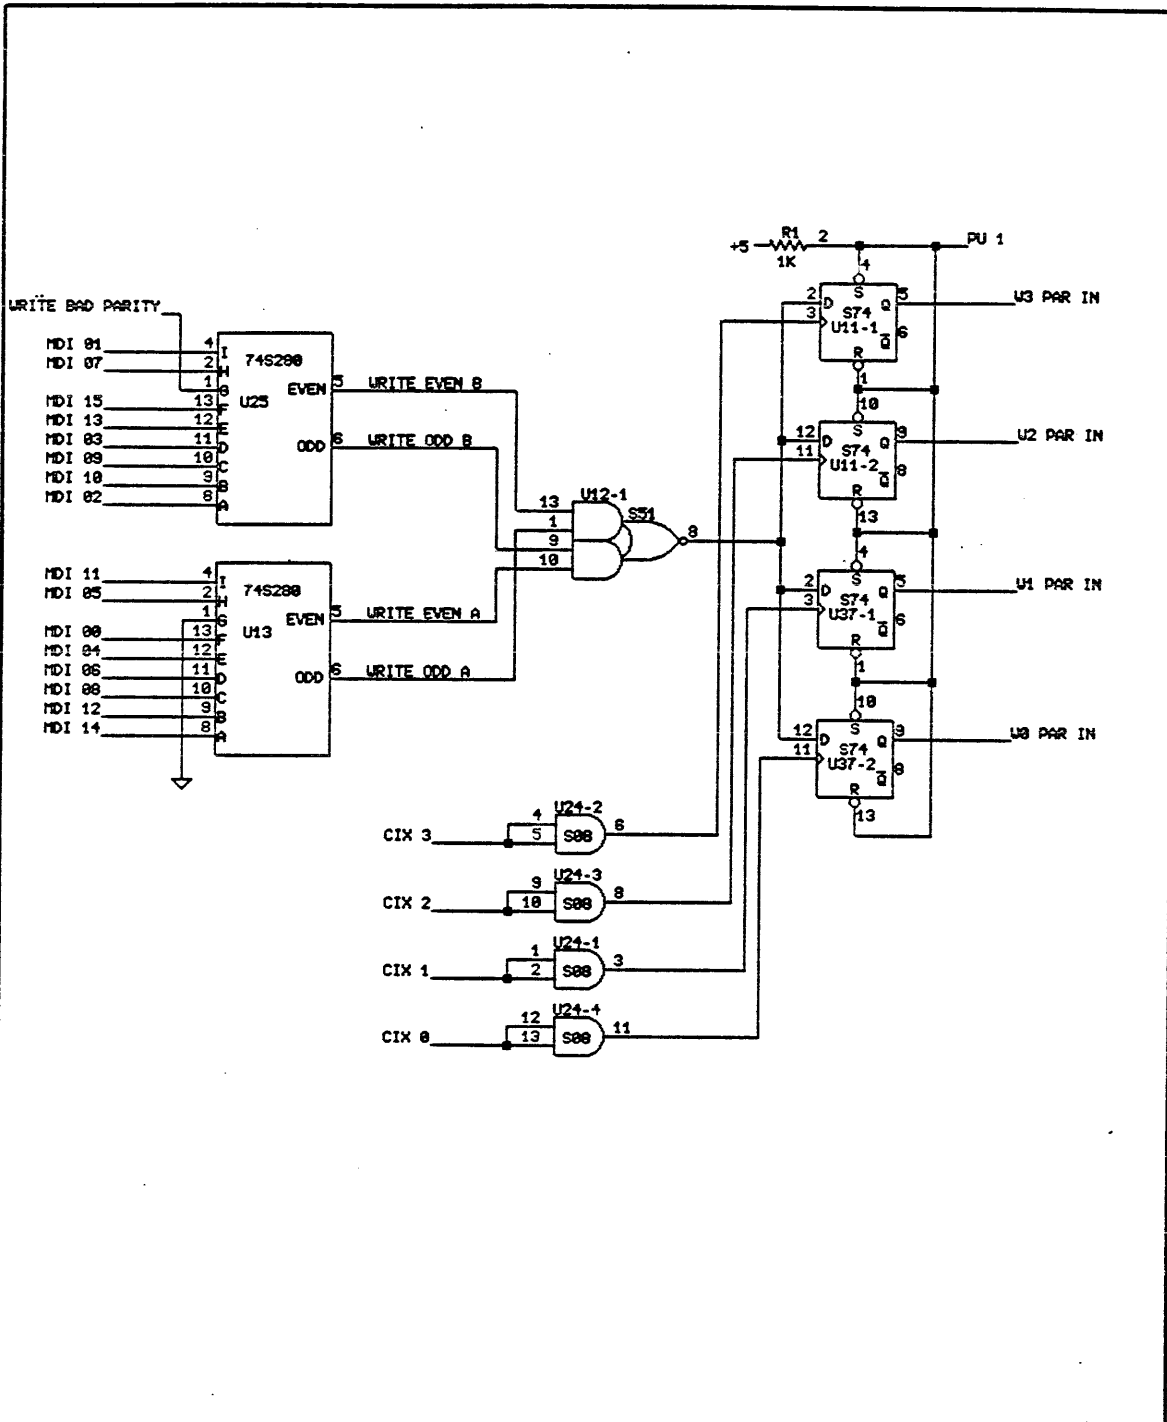 R1 2 PU 1
+5
1K
4
S
2 D Q 5 W3 PAR IN
3 S74 U11-1 6 Q
R
1
WRITE BAD PARITY
MDI 01 4 I
MDI 07 2 H
1 G
MDI 15 13 F
MDI 13 12 E
MDI 03 11 D
MDI 09 10 C
MDI 10 9 B
MDI 02 8 A
74S280
U25
EVEN 5 WRITE EVEN B
ODD 6 WRITE ODD B
10
S
12 D Q 9 W2 PAR IN
11 S74 U11-2 8 Q
R
13
U12-1
S51
13
1
9
10
8
MDI 11 4 I
MDI 05 2 H
1 G
MDI 00 13 F
MDI 04 12 E
MDI 06 11 D
MDI 08 10 C
MDI 12 9 B
MDI 14 8 A
74S280
U13
EVEN 5 WRITE EVEN A
ODD 6 WRITE ODD A
4
S
2 D Q 5 W1 PAR IN
3 S74 U37-1 6 Q
R
1
10
S
12 D Q 9 W0 PAR IN
11 S74 U37-2 8 Q
R
13
U24-2
CIX 3 4 5 S08 6
U24-3
CIX 2 9 10 S08 8
U24-1
CIX 1 1 2 S08 3
U24-4
CIX 0 12 13 S08 11